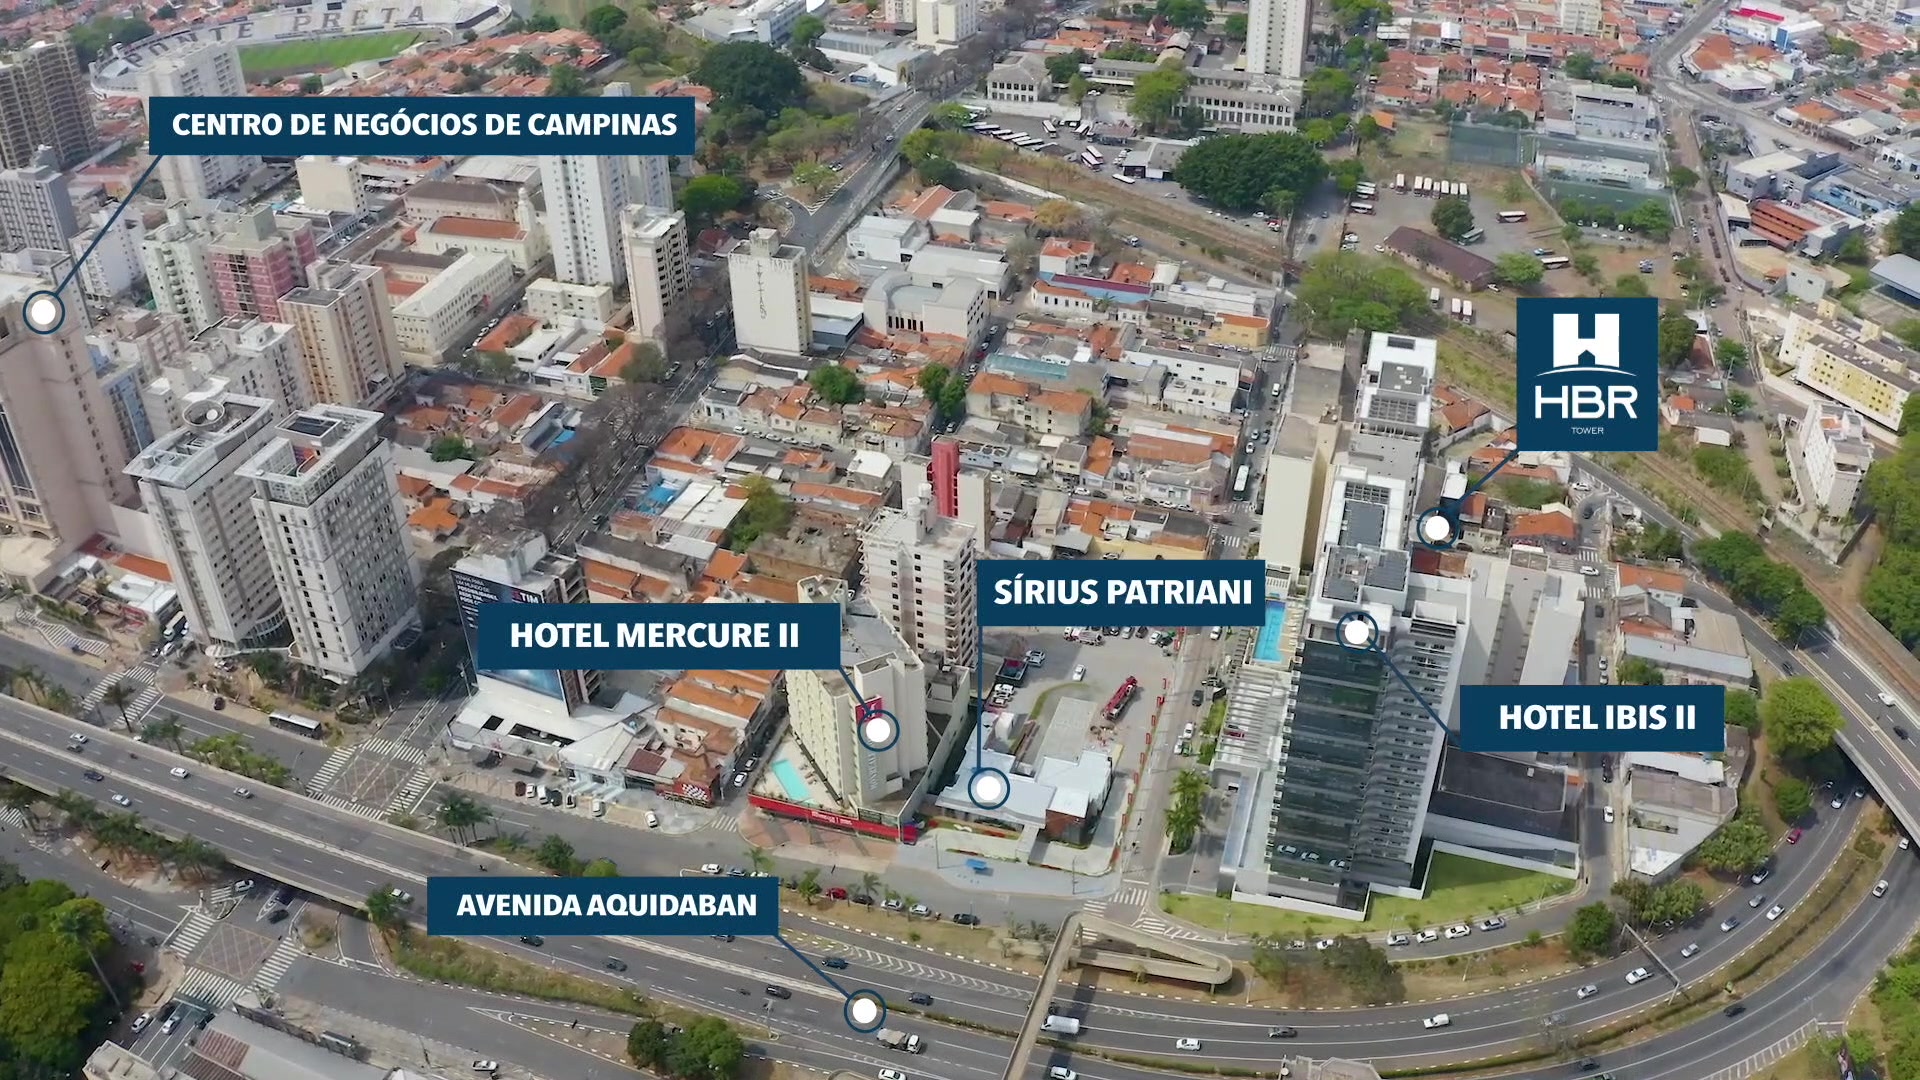 PONTE PRETA
CENTRO DE NEGÓCIOS DE CAMPINAS
HBR
TOWER
SÍRIUS PATRIANI
TIM
HOTEL MERCURE II
HOTEL IBIS II
AVENIDA AQUIDABAN